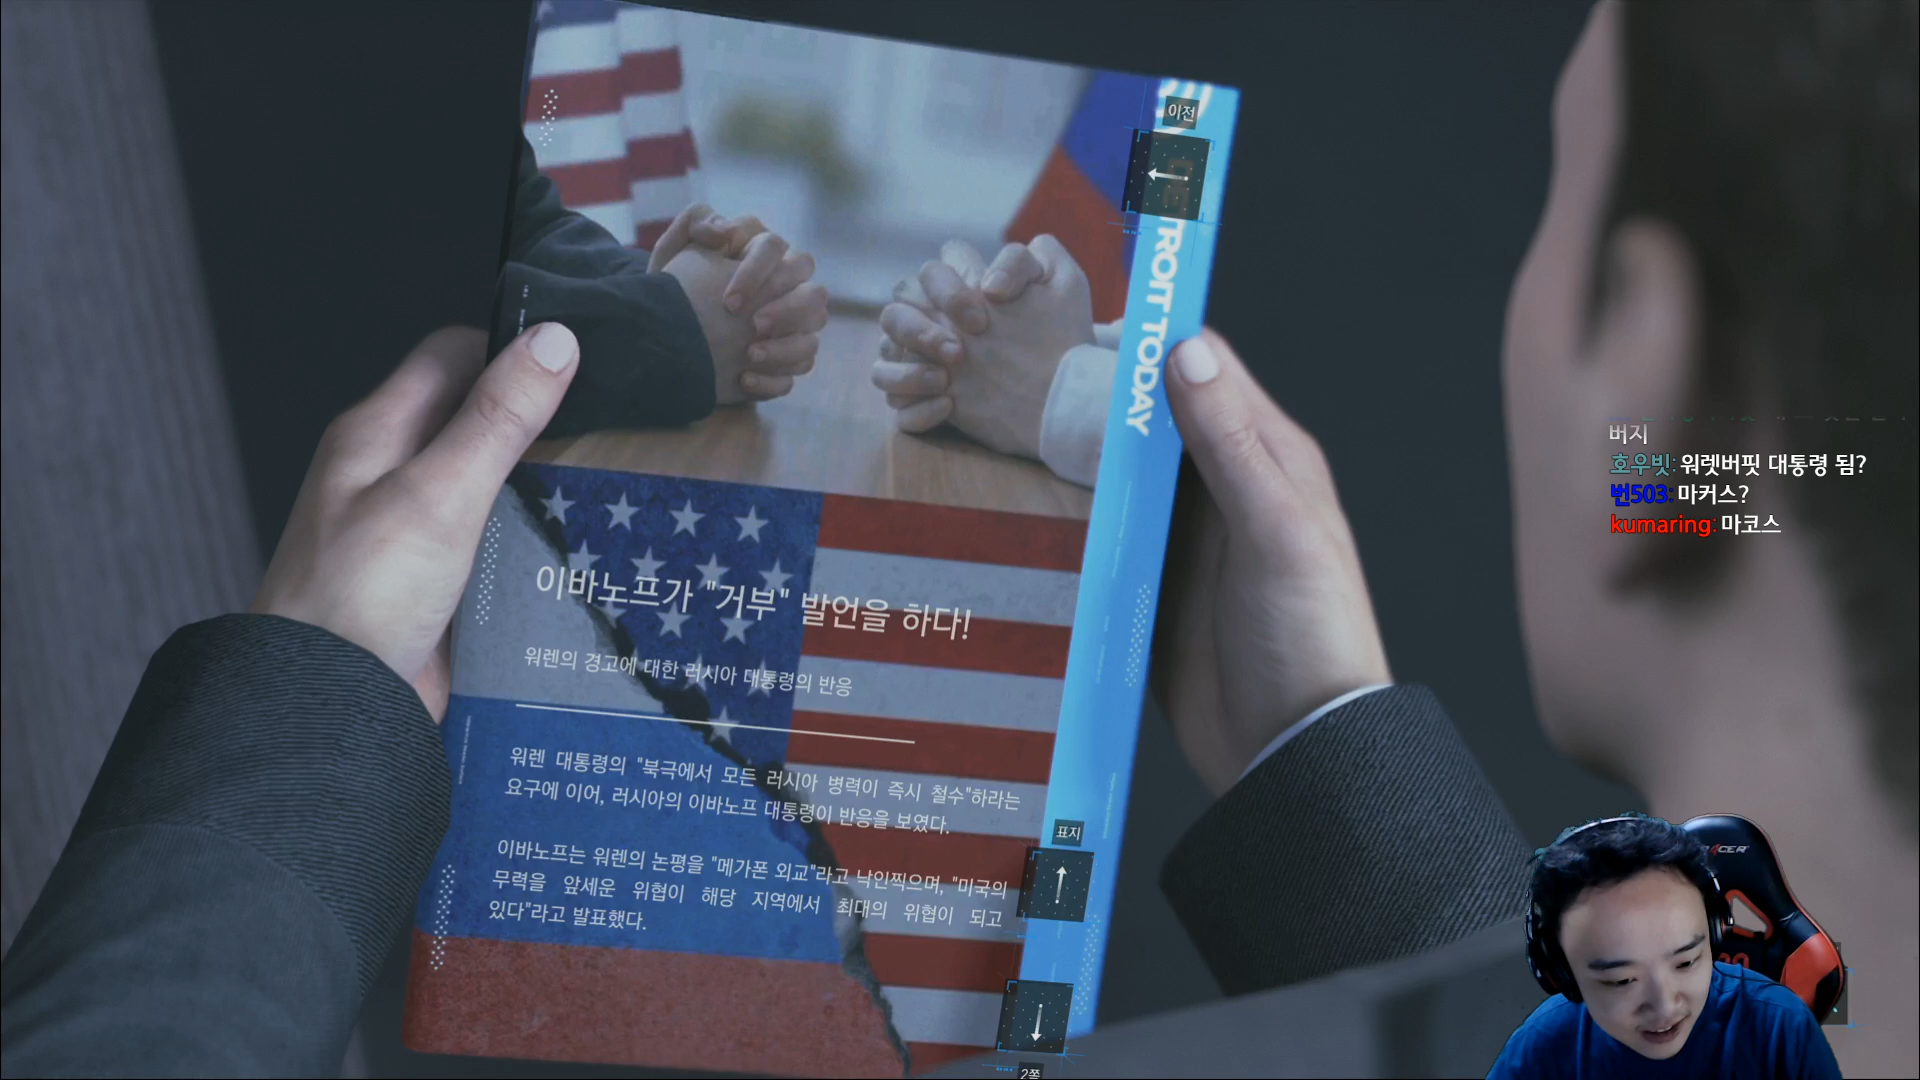 이전
TROIT TODAY
이바노프가 "거부" 발언을 하다!
워렌의 경고에 대한 러시아 대통령의 반응
워렌 대통령의 "북극에서 모든 러시아 병력이 즉시 철수"하라는
요구에 이어, 러시아의 이바노프 대통령이 반응을 보였다.
이바노프는 워렌의 논평을 "메가폰 외교"라고 낙인찍으며, "미국의
무력을 앞세운 위협이 해당 지역에서 최대의 위협이 되고
있다"라고 발표했다.
표지
2쪽
버지
호우빗: 워렛버핏 대통령 됨?
번503: 마커스?
kumaring: 마코스